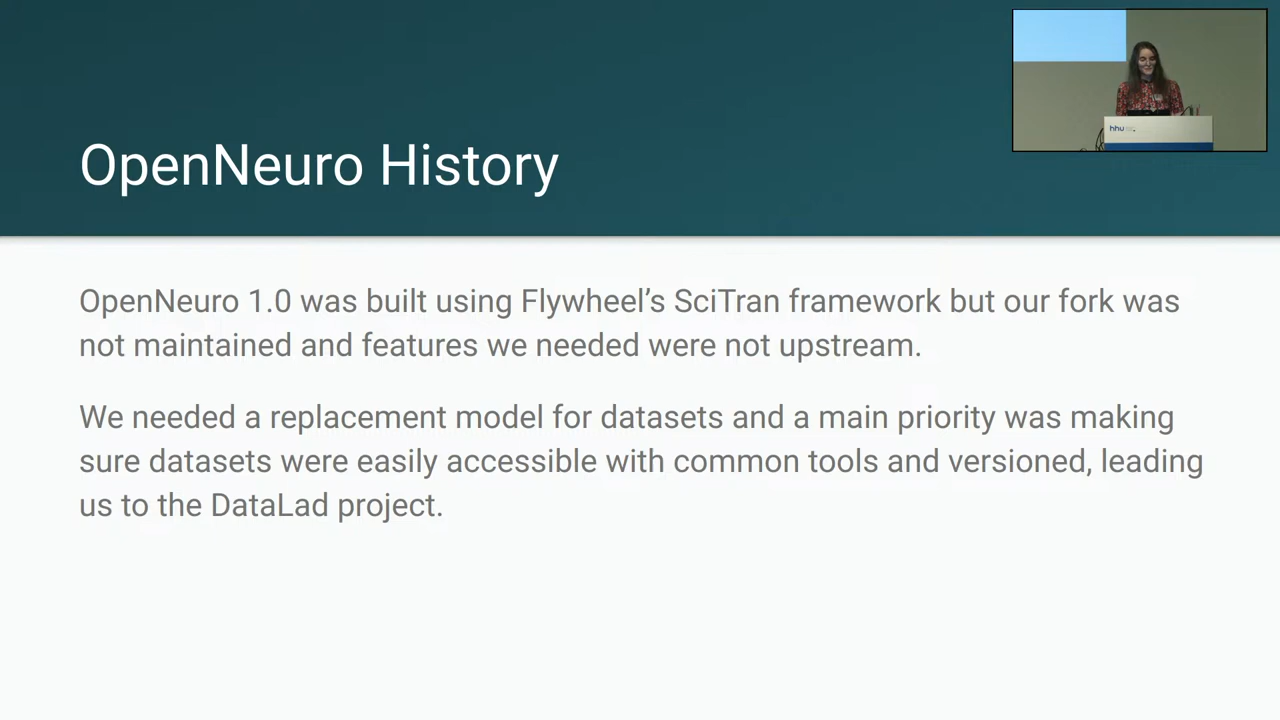 OpenNeuro History
OpenNeuro 1.0 was built using Flywheel’s SciTran framework but our fork was
not maintained and features we needed were not upstream.
We needed a replacement model for datasets and a main priority was making
sure datasets were easily accessible with common tools and versioned, leading
us to the DataLad project.
hhu